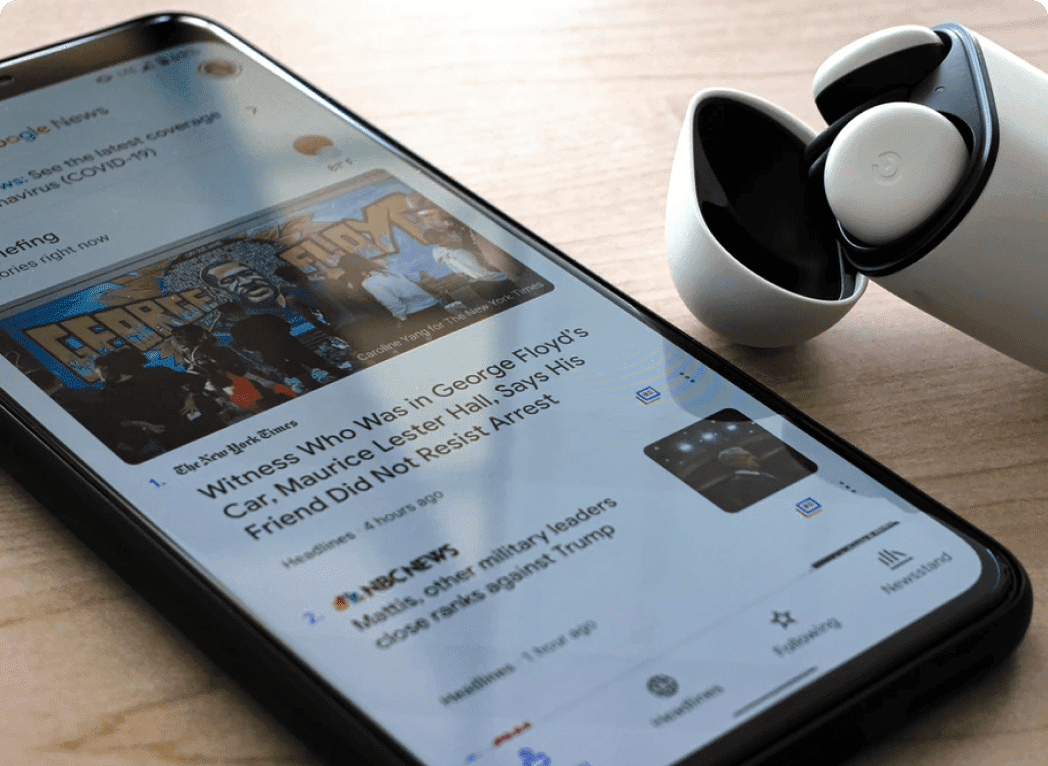 Google News
ws: See the latest coverage
navirus (COVID-19)
iefing
ories right now
81°F
GEORGE FLOYD
Caroline Yang for The New York Times
The New York Times
1. Witness Who Was in George Floyd's
Car, Maurice Lester Hall, Says His
Friend Did Not Resist Arrest
Headlines · 4 hours ago
NBC NEWS
2. Mattis, other military leaders
close ranks against Trump
Headlines · 1 hour ago
Headlines
Following
Newsstand
G